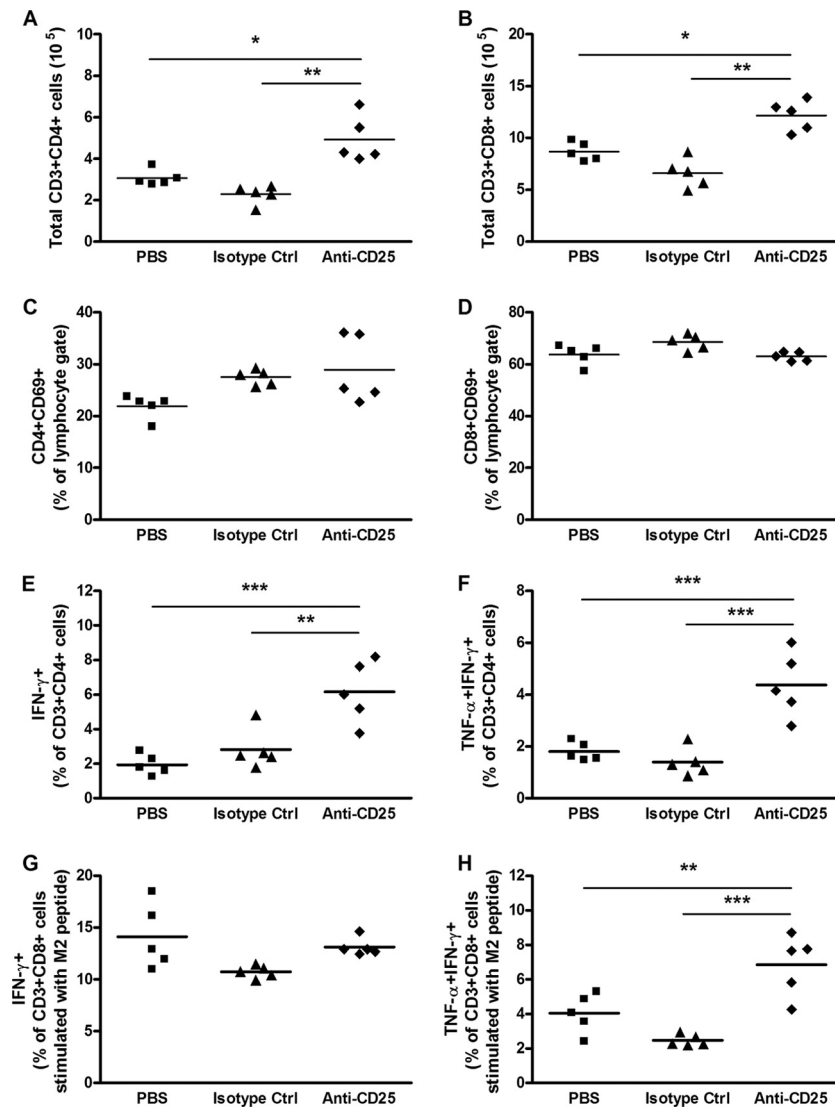 A
Total CD3+CD4+ cells (10 5)
10
8
6
4
2
0
*
**
PBS
Isotype Ctrl
Anti-CD25
B
Total CD3+CD8+ cells (10 5)
20
15
10
5
0
*
**
PBS
Isotype Ctrl
Anti-CD25
C
CD4+CD69+
(% of lymphocyte gate)
40
30
20
10
0
PBS
Isotype Ctrl
Anti-CD25
D
CD8+CD69+
(% of lymphocyte gate)
80
60
40
20
0
PBS
Isotype Ctrl
Anti-CD25
E
IFN-γ+
(% of CD3+CD4+ cells)
12
10
8
6
4
2
0
***
**
PBS
Isotype Ctrl
Anti-CD25
F
TNF-α+IFN-γ+
(% of CD3+CD4+ cells)
8
6
4
2
0
***
***
PBS
Isotype Ctrl
Anti-CD25
G
IFN-γ+
(% of CD3+CD8+ cells
stimulated with M2 peptide)
20
15
10
5
0
PBS
Isotype Ctrl
Anti-CD25
H
TNF-α+IFN-γ+
(% of CD3+CD8+ cells
stimulated with M2 peptide)
12
10
8
6
4
2
0
**
***
PBS
Isotype Ctrl
Anti-CD25